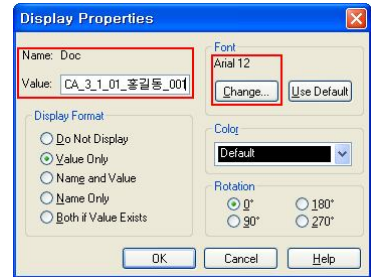 Display Properties
Name: Doc
Value: CA_3_1_01_홍길동_001
Font
Arial 12
Change...
Use Default
Display Format
Do Not Display
Value Only
Name and Value
Name Only
Both if Value Exists
Color
Default
Rotation
0°
180°
90°
270°
OK
Cancel
Help